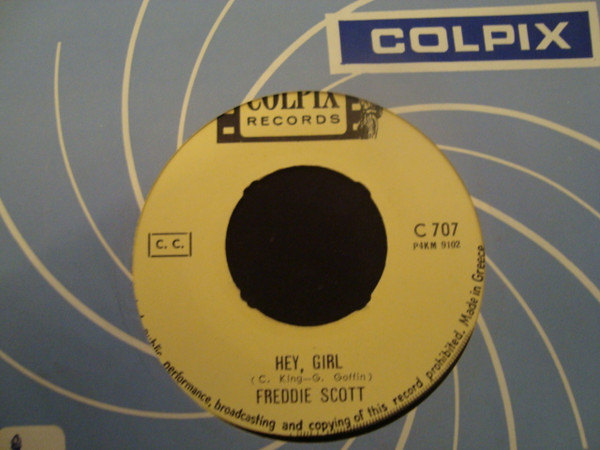 COLPIX
COLPIX
RECORDS
C. C.
C 707
P4KM 9102
HEY, GIRL
( C. King—G. Goffin )
FREDDIE SCOTT
public performance, broadcasting and copying of this record prohibited. Made in Greece